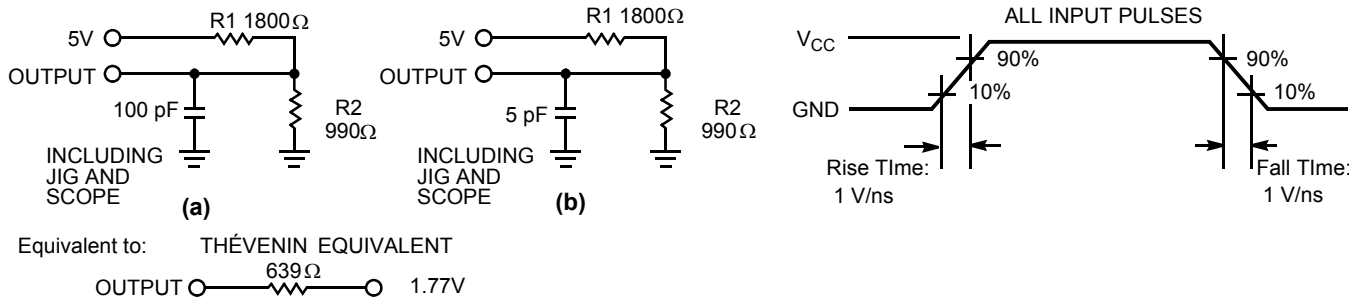 R1 1800Ω
5V
OUTPUT
100 pF
R2
990Ω
INCLUDING
JIG AND
SCOPE
(a)
R1 1800Ω
5V
OUTPUT
5 pF
R2
990Ω
INCLUDING
JIG AND
SCOPE
(b)
ALL INPUT PULSES
VCC
90%
10%
GND
90%
10%
Rise TIme:
1 V/ns
Fall TIme:
1 V/ns
Equivalent to: THÉVENIN EQUIVALENT
639Ω
OUTPUT 1.77V